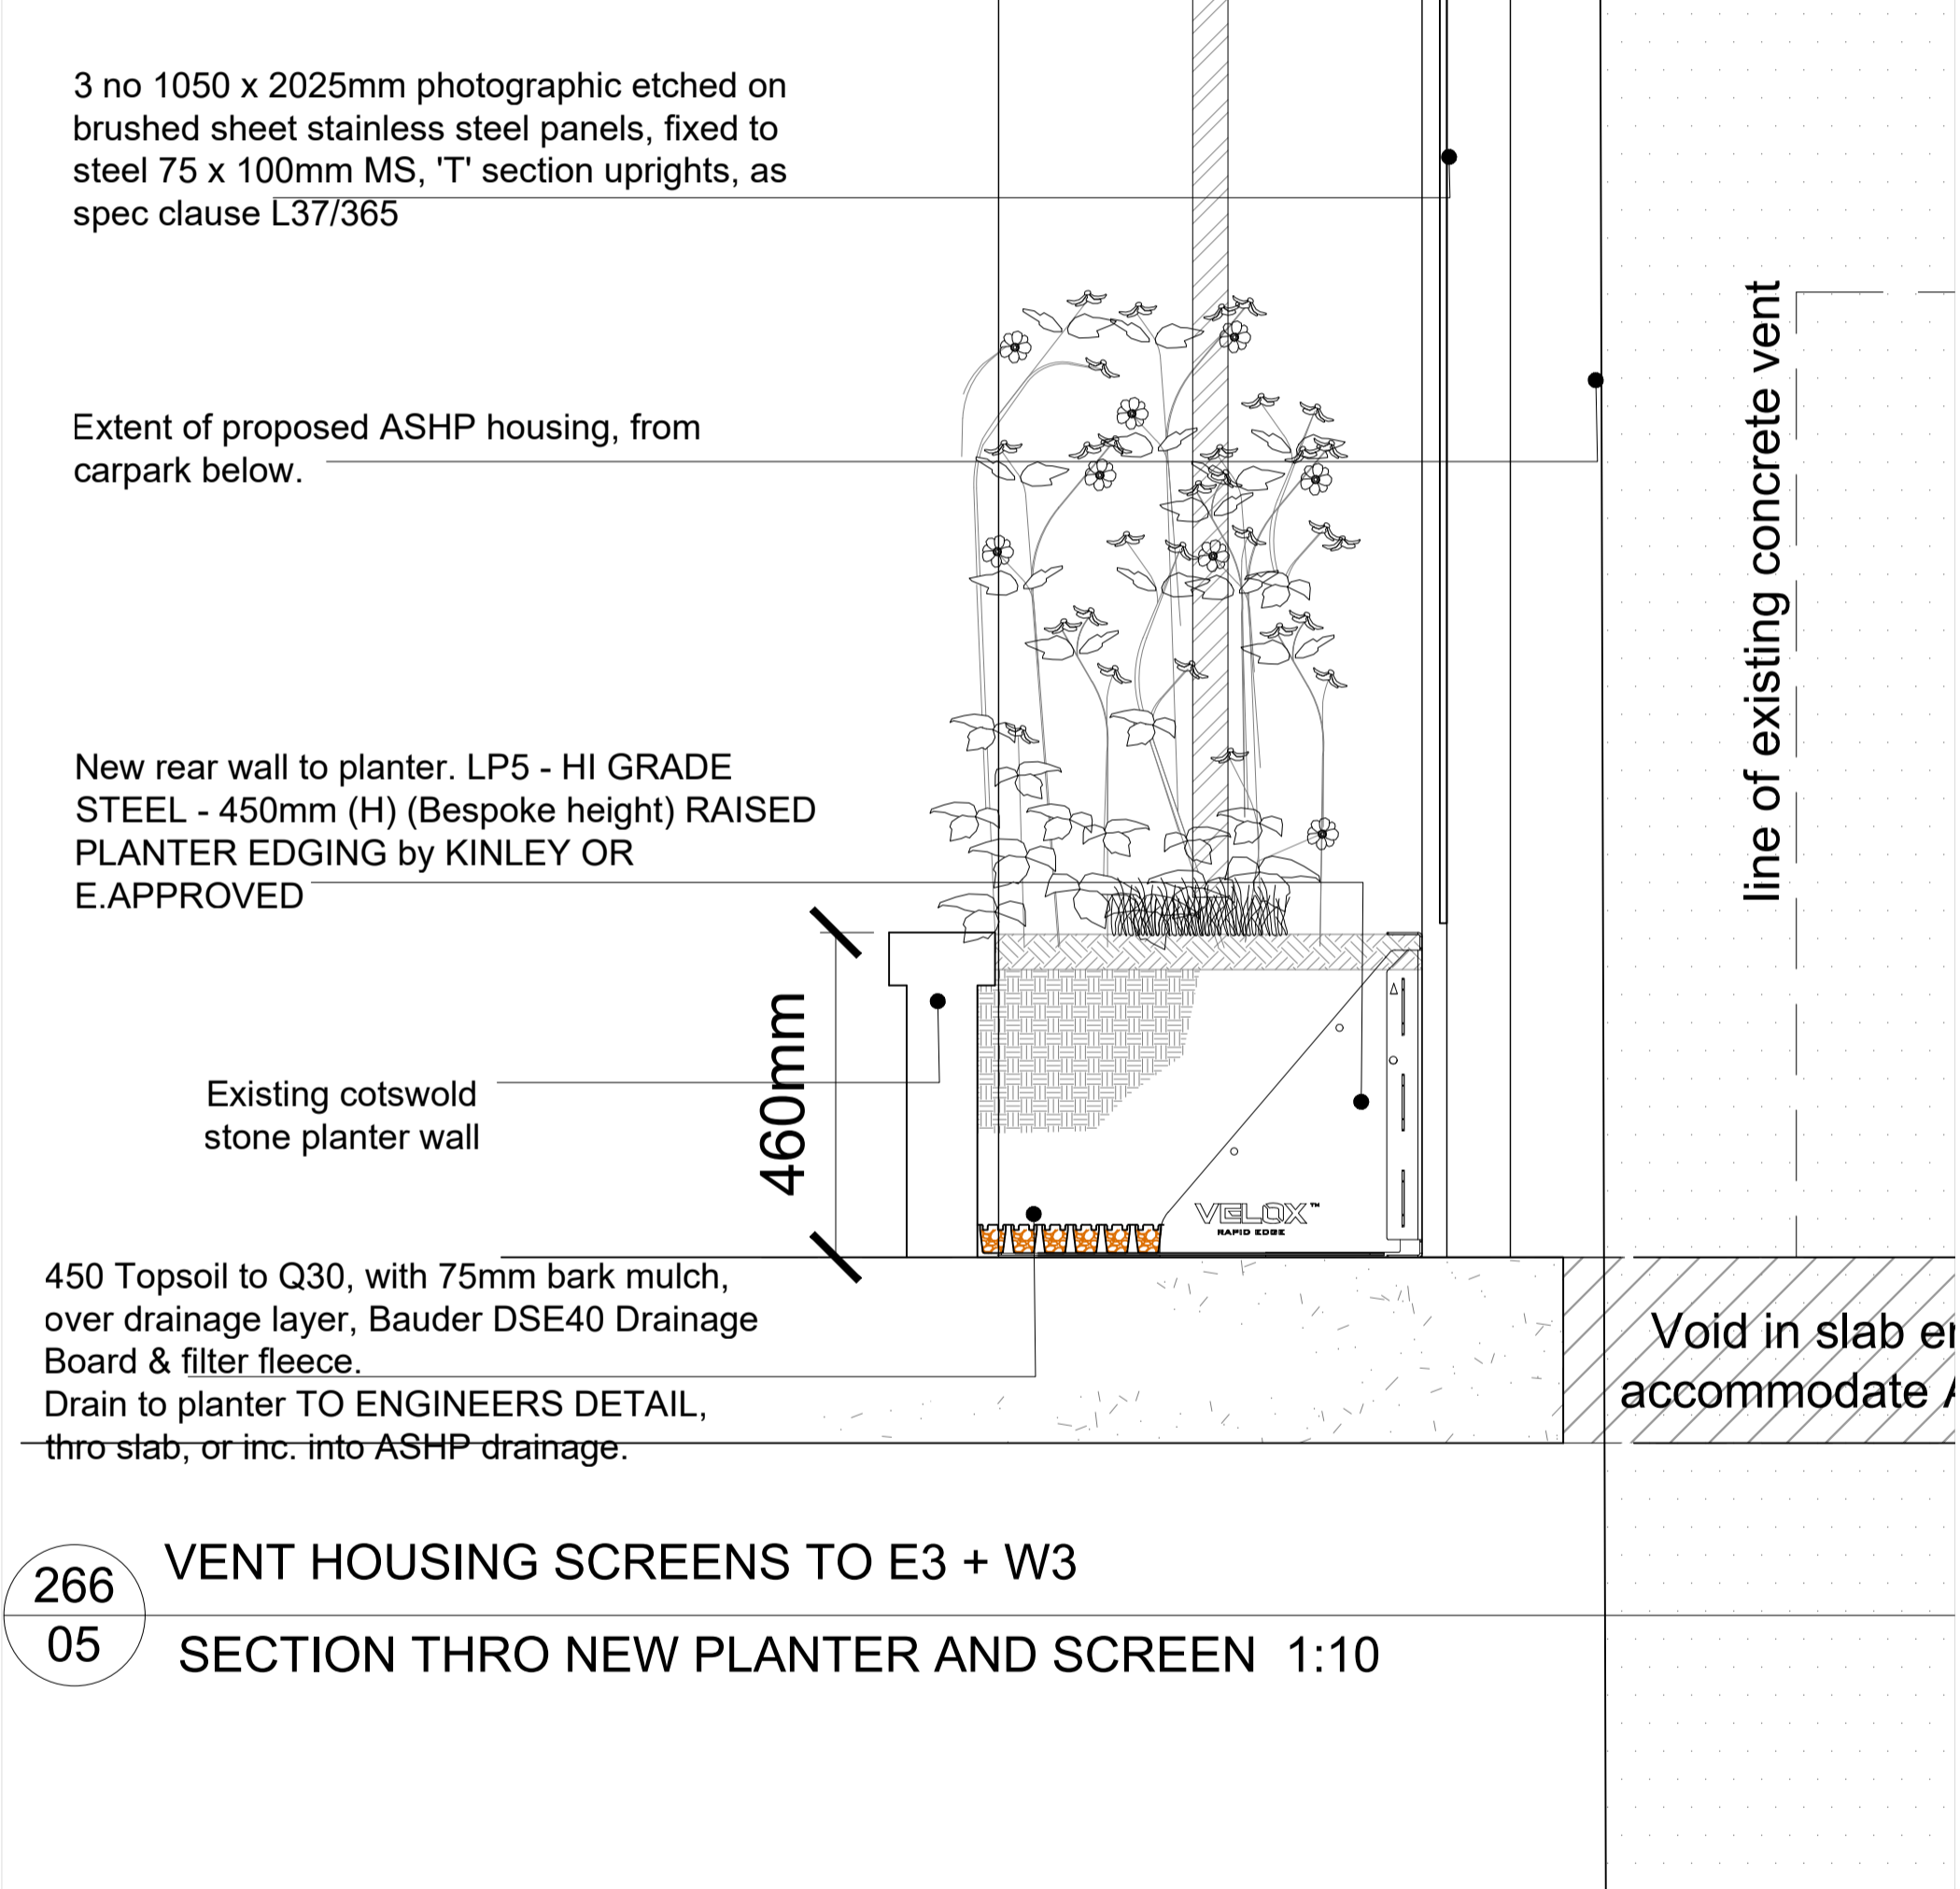 3 no 1050 x 2025mm photographic etched on
brushed sheet stainless steel panels, fixed to
steel 75 x 100mm MS, 'T' section uprights, as
spec clause L37/365
Extent of proposed ASHP housing, from
carpark below.
line of existing concrete vent
New rear wall to planter. LP5 - HI GRADE
STEEL - 450mm (H) (Bespoke height) RAISED
PLANTER EDGING by KINLEY OR
E.APPROVED
460mm
Existing cotswold
stone planter wall
VELOX™
RAPID EDGE
450 Topsoil to Q30, with 75mm bark mulch,
over drainage layer, Bauder DSE40 Drainage
Board & filter fleece.
Drain to planter TO ENGINEERS DETAIL,
thro slab, or inc. into ASHP drainage.
Void in slab
accommodate
266
05
VENT HOUSING SCREENS TO E3 + W3
SECTION THRO NEW PLANTER AND SCREEN 1:10